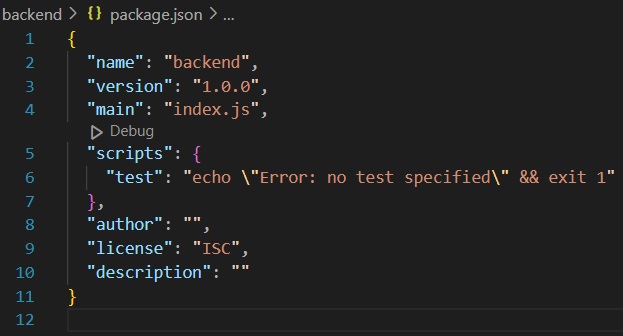 backend > {} package.json > ...
1 {
2 "name": "backend",
3 "version": "1.0.0",
4 "main": "index.js",
Debug
5 "scripts": {
6 "test": "echo \"Error: no test specified\" && exit 1"
7 },
8 "author": "",
9 "license": "ISC",
10 "description": ""
11 }
12